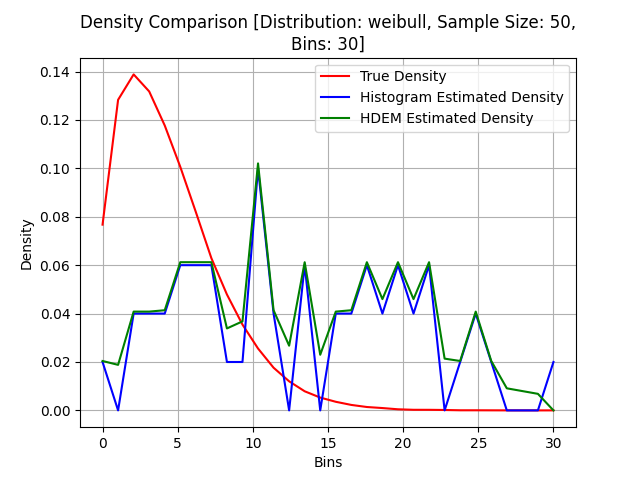 Density Comparison [Distribution: weibull, Sample Size: 50,
Bins: 30]
True Density
Histogram Estimated Density
HDEM Estimated Density
Density
0.14
0.12
0.10
0.08
0.06
0.04
0.02
0.00
0 5 10 15 20 25 30
Bins